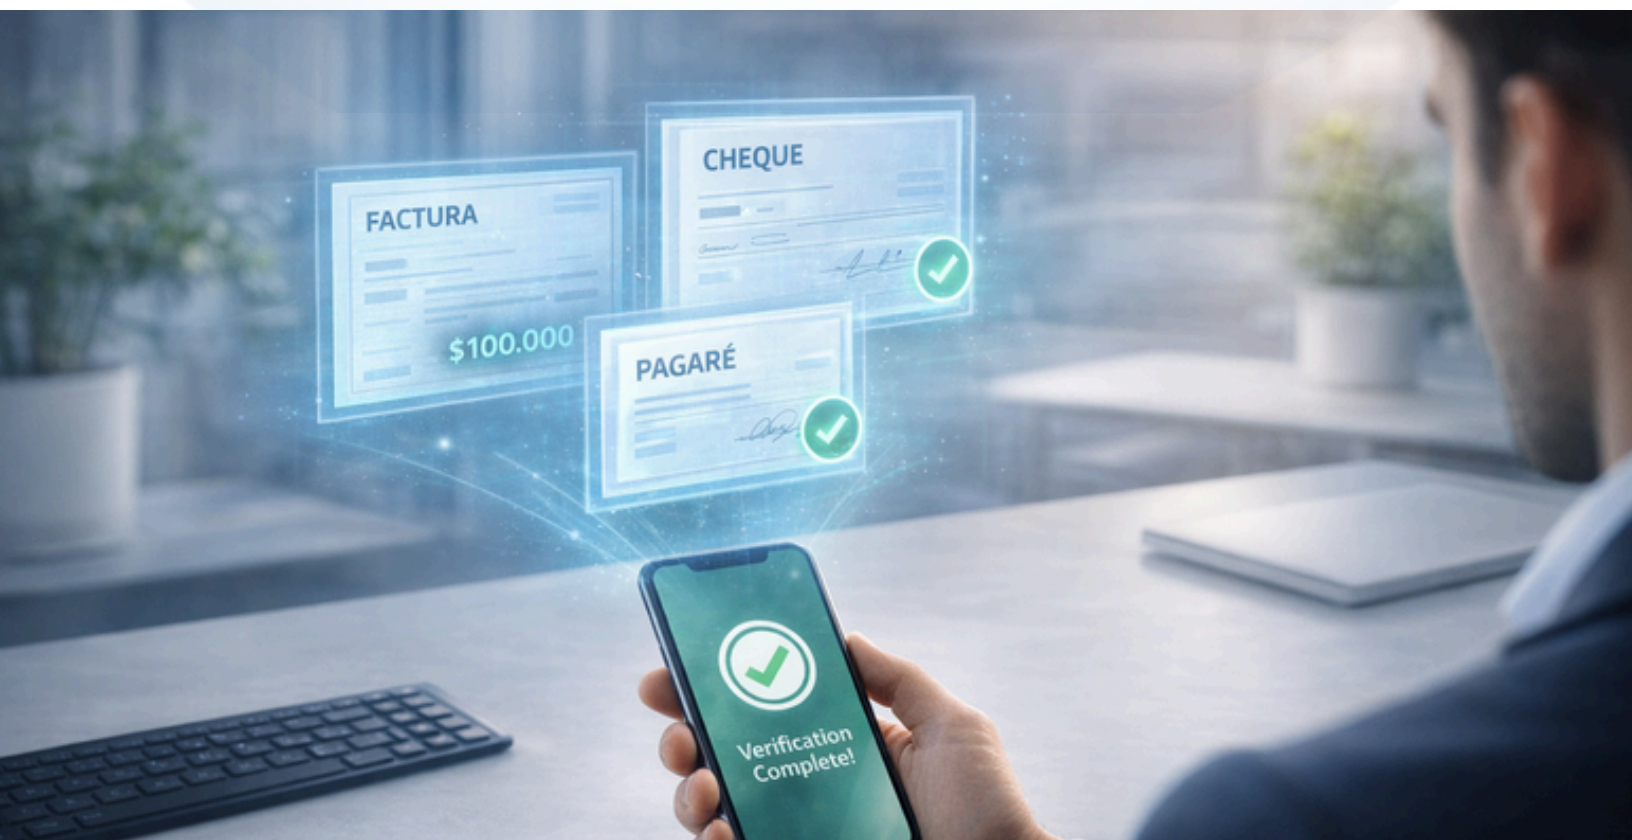 FACTURA
$100.000
CHEQUE
PAGARÉ
Verification
Complete!